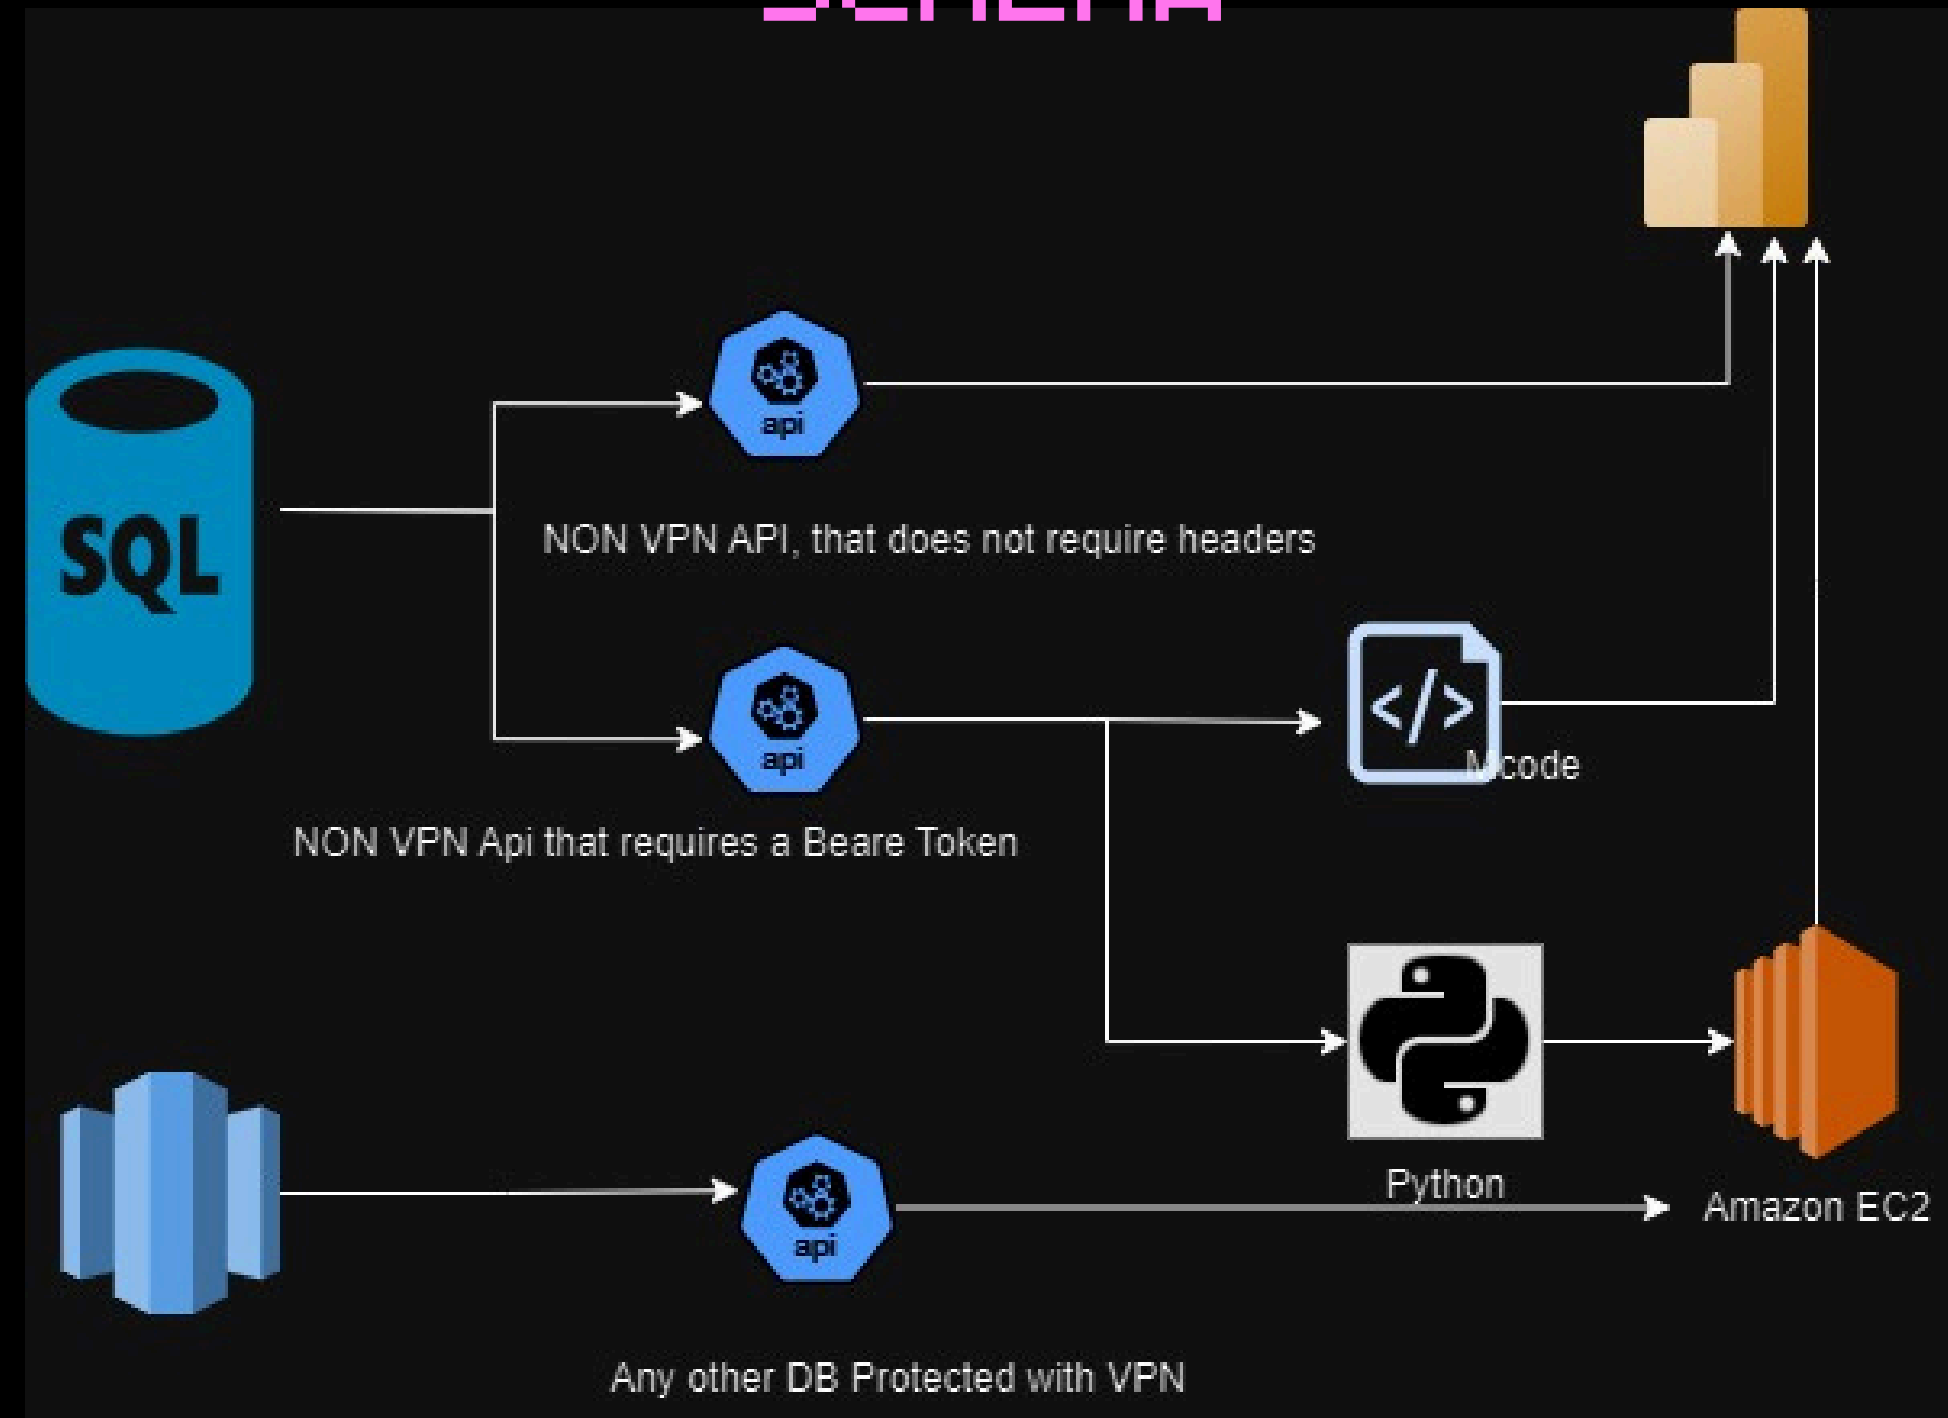 SCHEMA
api
SQL
NON VPN API, that does not require headers
api
Mcode
NON VPN Api that requires a Beare Token
Python
Amazon EC2
api
Any other DB Protected with VPN